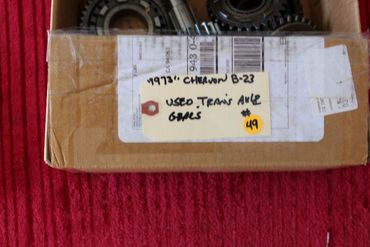 "1973" CHEVRON B-23
USED TRANS AXLE
GEARS #
49